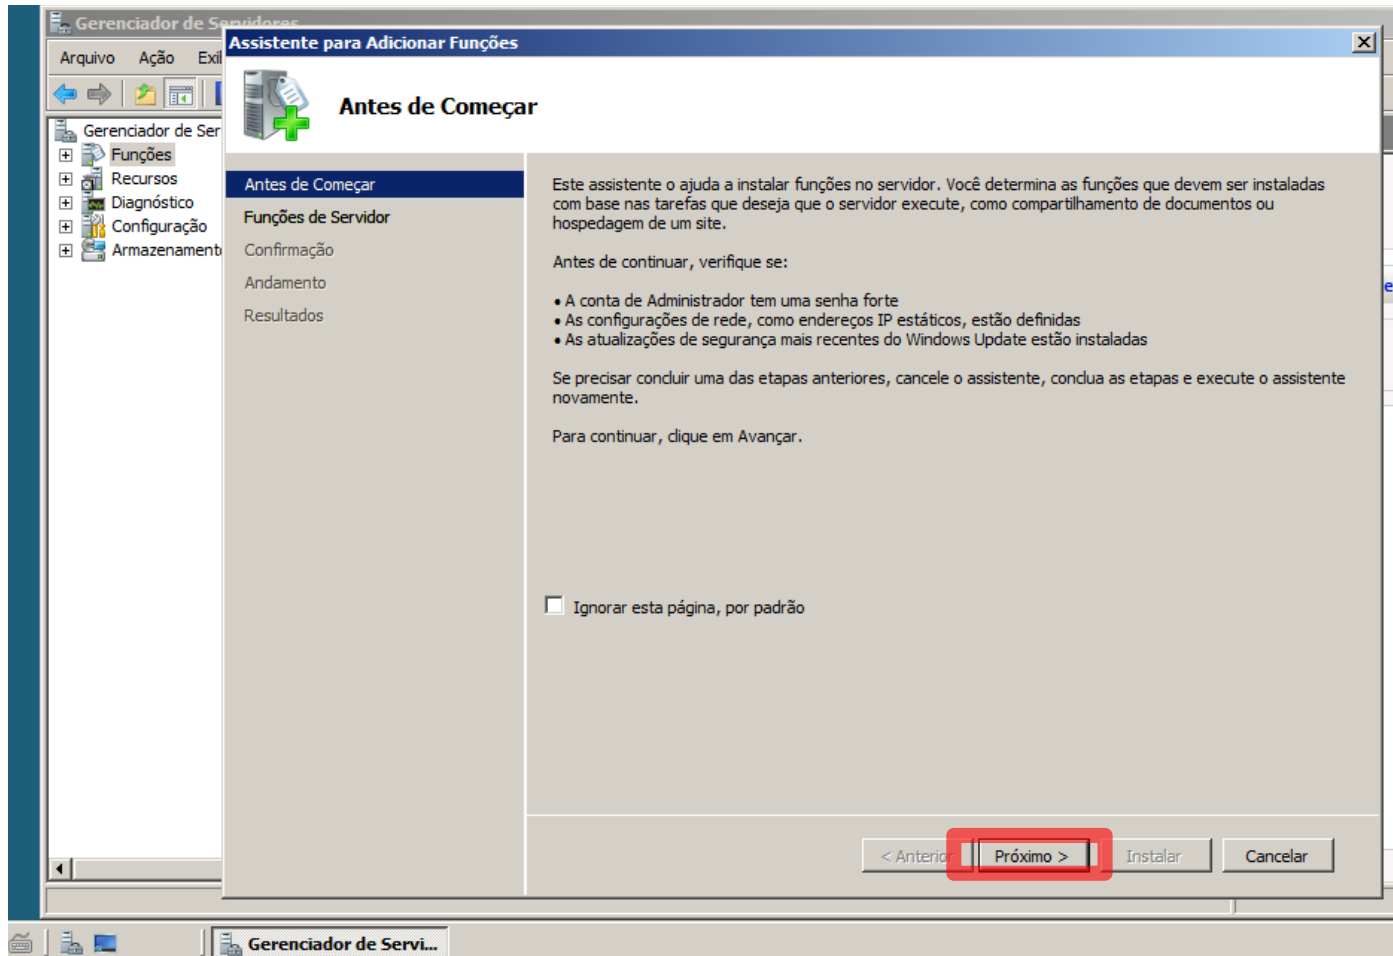 Gerenciador de Servidores
Arquivo Ação Exi
Assistente para Adicionar Funções
Antes de Começar
Gerenciador de Ser
Funções
Recursos
Diagnóstico
Configuração
Armazenament
Antes de Começar
Funções de Servidor
Confirmação
Andamento
Resultados
Este assistente o ajuda a instalar funções no servidor. Você determina as funções que devem ser instaladas
com base nas tarefas que deseja que o servidor execute, como compartilhamento de documentos ou
hospedagem de um site.
Antes de continuar, verifique se:
• A conta de Administrador tem uma senha forte
• As configurações de rede, como endereços IP estáticos, estão definidas
• As atualizações de segurança mais recentes do Windows Update estão instaladas
Se precisar concluir uma das etapas anteriores, cancele o assistente, conclua as etapas e execute o assistente
novamente.
Para continuar, clique em Avançar.
Ignorar esta página, por padrão
< Anterior Próximo > Instalar Cancelar
Gerenciador de Servi...